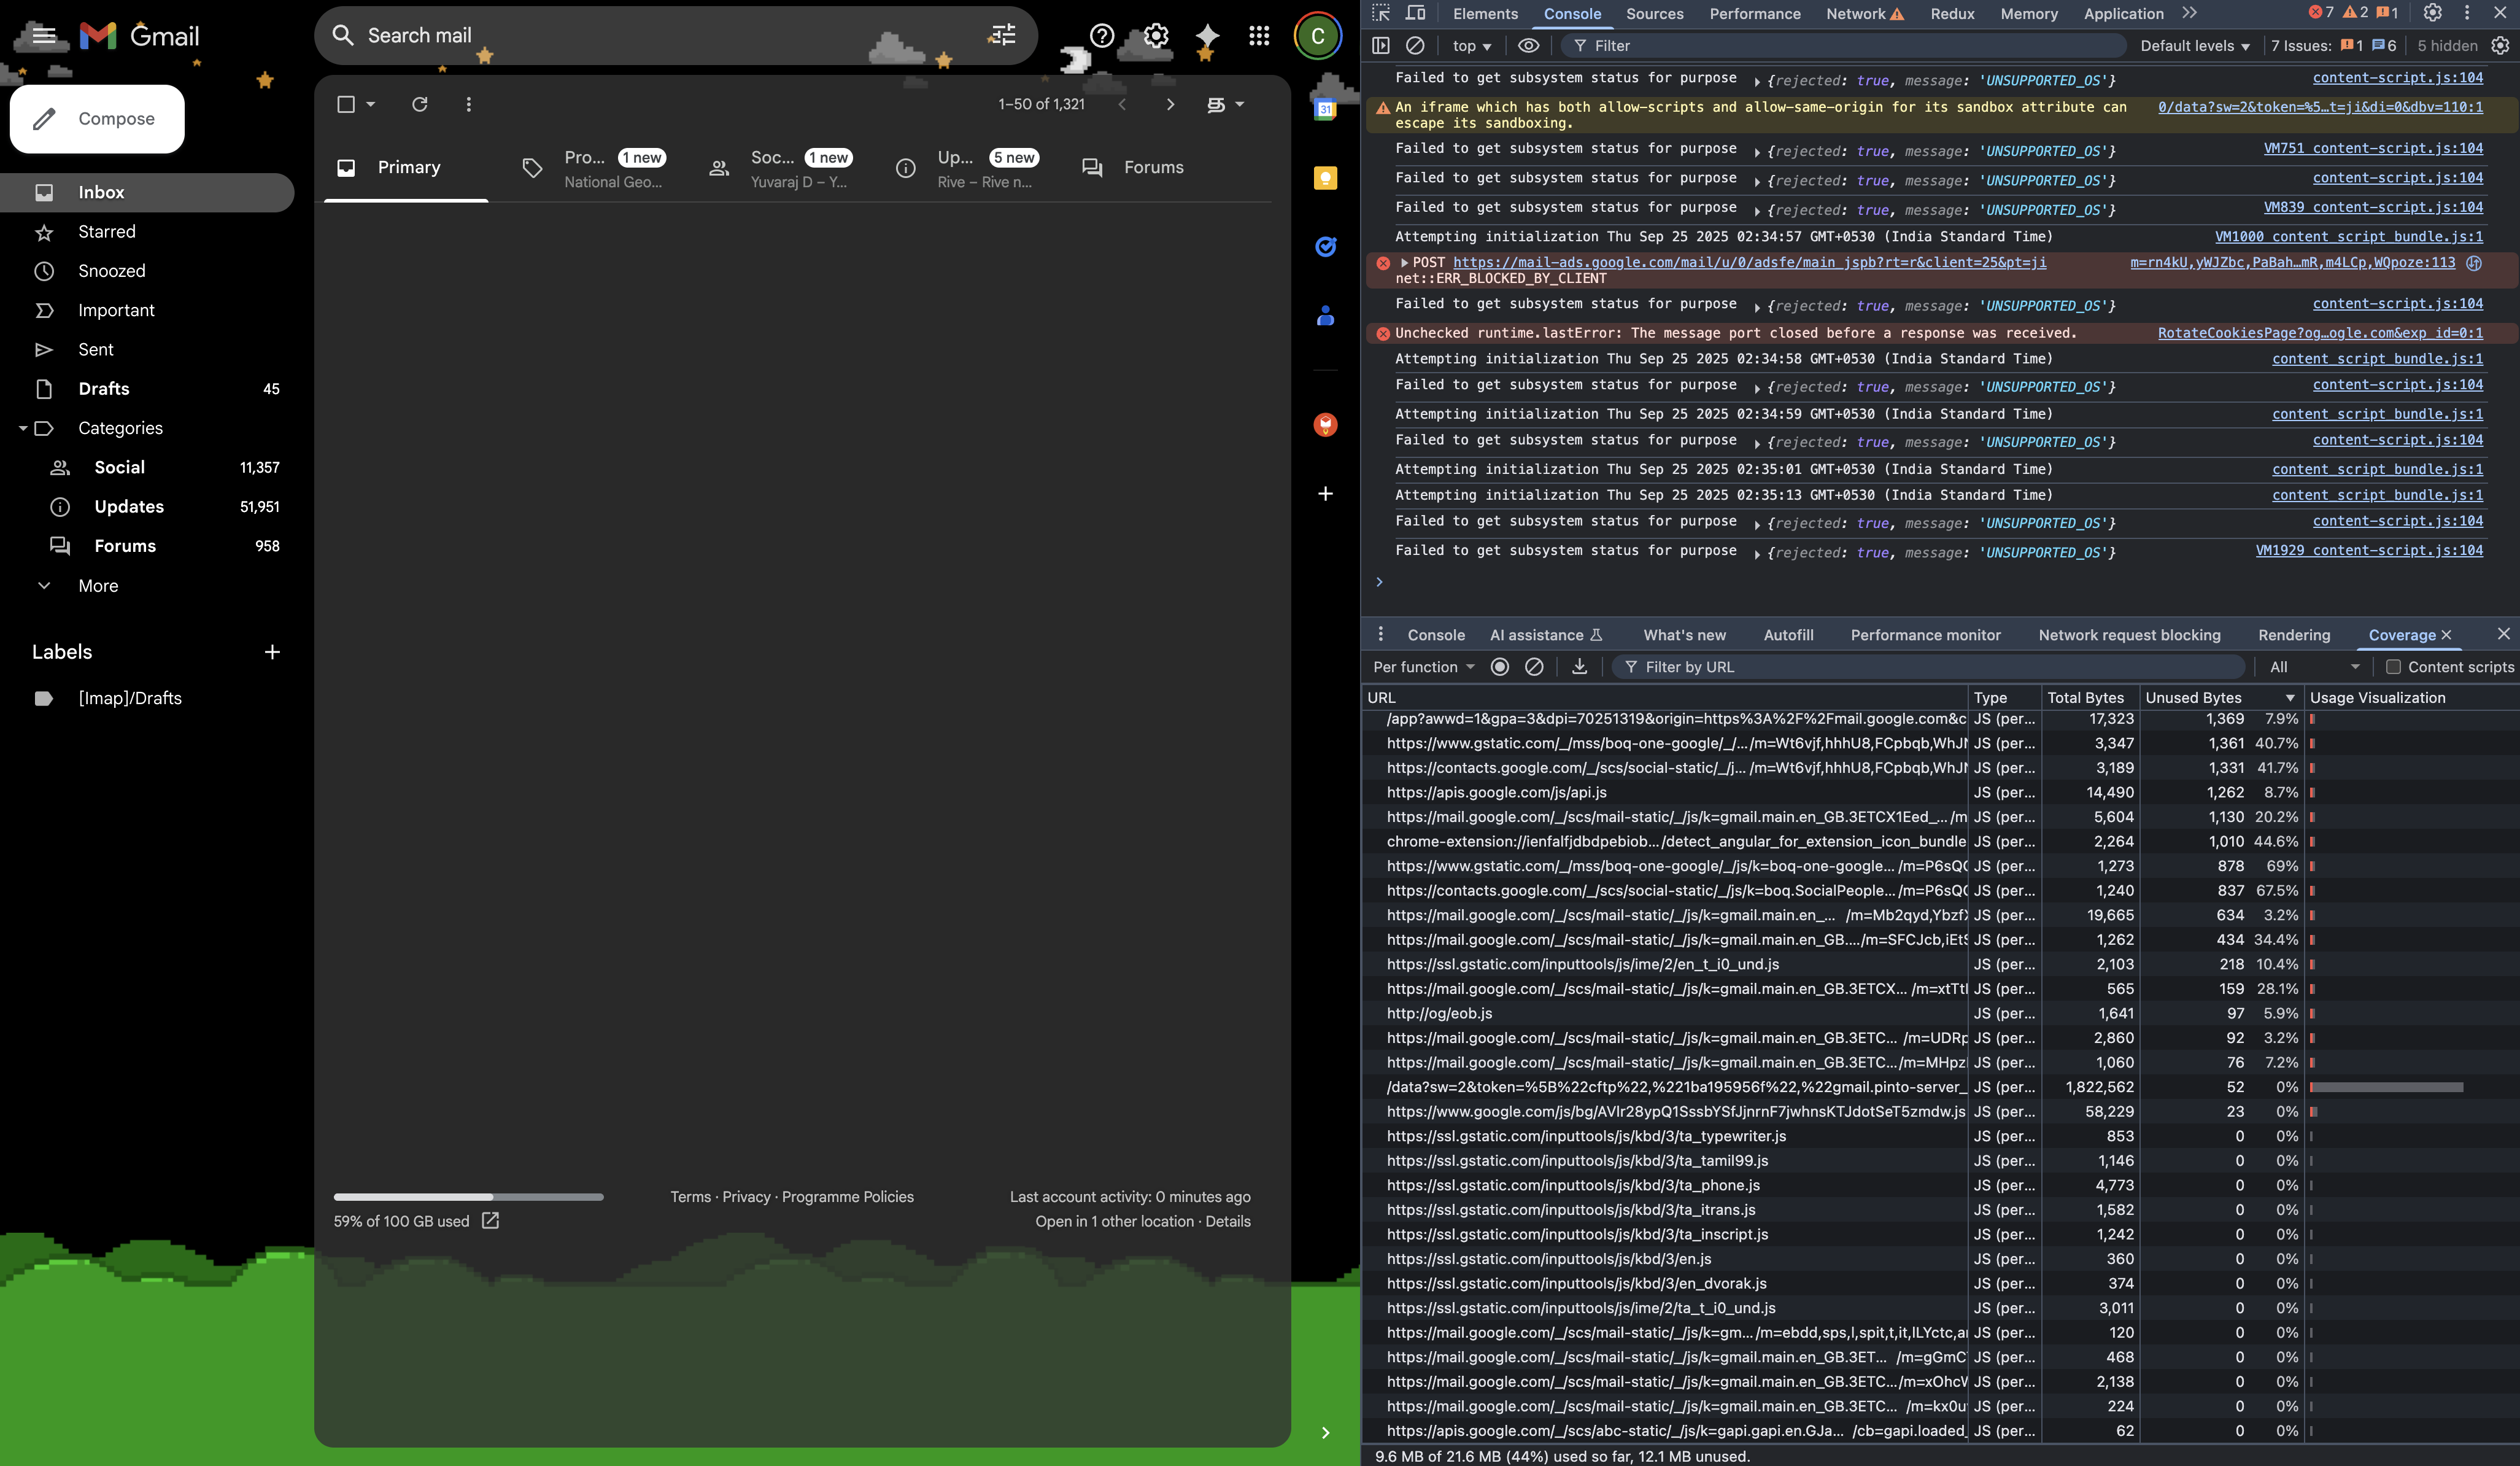 Gmail
Search mail
C
Compose
1–50 of 1,321
Primary
Pro... 1 new
National Geo...
Soc... 1 new
Yuvaraj D – Y...
Up... 5 new
Rive – Rive n...
Forums
Inbox
Starred
Snoozed
Important
Sent
Drafts 45
Categories
Social 11,357
Updates 51,951
Forums 958
More
Labels
[Imap]/Drafts
31
Terms · Privacy · Programme Policies
Last account activity: 0 minutes ago
59% of 100 GB used
Open in 1 other location · Details
Elements Console Sources Performance Network Redux Memory Application 7 2 1
top Filter Default levels 7 Issues: 1 6 5 hidden
Failed to get subsystem status for purpose {rejected: true, message: 'UNSUPPORTED_OS'} content-script.js:104
An iframe which has both allow-scripts and allow-same-origin for its sandbox attribute can 0/data?sw=2&token=%5…t=ji&di=0&dbv=110:1
escape its sandboxing.
Failed to get subsystem status for purpose {rejected: true, message: 'UNSUPPORTED_OS'} VM751 content-script.js:104
Failed to get subsystem status for purpose {rejected: true, message: 'UNSUPPORTED_OS'} content-script.js:104
Failed to get subsystem status for purpose {rejected: true, message: 'UNSUPPORTED_OS'} VM839 content-script.js:104
Attempting initialization Thu Sep 25 2025 02:34:57 GMT+0530 (India Standard Time) VM1000 content_script_bundle.js:1
POST https://mail-ads.google.com/mail/u/0/adsfe/main_jspb?rt=r&client=25&pt=ji m=rn4kU,yWJZbc,PaBah…mR,m4LCp,WQpoze:113
net::ERR_BLOCKED_BY_CLIENT
Failed to get subsystem status for purpose {rejected: true, message: 'UNSUPPORTED_OS'} content-script.js:104
Unchecked runtime.lastError: The message port closed before a response was received. RotateCookiesPage?og…ogle.com&exp_id=0:1
Attempting initialization Thu Sep 25 2025 02:34:58 GMT+0530 (India Standard Time) content_script_bundle.js:1
Failed to get subsystem status for purpose {rejected: true, message: 'UNSUPPORTED_OS'} content-script.js:104
Attempting initialization Thu Sep 25 2025 02:34:59 GMT+0530 (India Standard Time) content_script_bundle.js:1
Failed to get subsystem status for purpose {rejected: true, message: 'UNSUPPORTED_OS'} content-script.js:104
Attempting initialization Thu Sep 25 2025 02:35:01 GMT+0530 (India Standard Time) content_script_bundle.js:1
Attempting initialization Thu Sep 25 2025 02:35:13 GMT+0530 (India Standard Time) content_script_bundle.js:1
Failed to get subsystem status for purpose {rejected: true, message: 'UNSUPPORTED_OS'} content-script.js:104
Failed to get subsystem status for purpose {rejected: true, message: 'UNSUPPORTED_OS'} VM1929 content-script.js:104
Console AI assistance What's new Autofill Performance monitor Network request blocking Rendering Coverage
Per function Filter by URL All Content scripts
URL Type Total Bytes Unused Bytes Usage Visualization
/app?awwd=1&gpa=3&dpi=70251319&origin=https%3A%2F%2Fmail.google.com&c JS (per... 17,323 1,369 7.9%
https://www.gstatic.com/_/mss/boq-one-google/_/… /m=Wt6vjf,hhhU8,FCpbqb,WhJN JS (per... 3,347 1,361 40.7%
https://contacts.google.com/_/scs/social-static/_/j… /m=Wt6vjf,hhhU8,FCpbqb,WhJN JS (per... 3,189 1,331 41.7%
https://apis.google.com/js/api.js JS (per... 14,490 1,262 8.7%
https://mail.google.com/_/scs/mail-static/_/js/k=gmail.main.en_GB.3ETCX1Eed_… /m JS (per... 5,604 1,130 20.2%
chrome-extension://ienfalfjdbdpebiob… /detect_angular_for_extension_icon_bundle JS (per... 2,264 1,010 44.6%
https://www.gstatic.com/_/mss/boq-one-google/_/js/k=boq-one-google… /m=P6sQO JS (per... 1,273 878 69%
https://contacts.google.com/_/scs/social-static/_/js/k=boq.SocialPeople… /m=P6sQO JS (per... 1,240 837 67.5%
https://mail.google.com/_/scs/mail-static/_/js/k=gmail.main.en_… /m=Mb2qyd,YbzfX JS (per... 19,665 634 3.2%
https://mail.google.com/_/scs/mail-static/_/js/k=gmail.main.en_GB.… /m=SFCJcb,iEtS JS (per... 1,262 434 34.4%
https://ssl.gstatic.com/inputtools/js/ime/2/en_t_i0_und.js JS (per... 2,103 218 10.4%
https://mail.google.com/_/scs/mail-static/_/js/k=gmail.main.en_GB.3ETCX… /m=xtTtI JS (per... 565 159 28.1%
http://og/eob.js JS (per... 1,641 97 5.9%
https://mail.google.com/_/scs/mail-static/_/js/k=gmail.main.en_GB.3ETC… /m=UDRp JS (per... 2,860 92 3.2%
https://mail.google.com/_/scs/mail-static/_/js/k=gmail.main.en_GB.3ETC… /m=MHpz JS (per... 1,060 76 7.2%
/data?sw=2&token=%5B%22cftp%22,%221ba195956f%22,%22gmail.pinto-server_ JS (per... 1,822,562 52 0%
https://www.google.com/js/bg/AVlr28ypQ1SssbYSfJjnrnF7jwhnsKTJdotSeT5zmdw.js JS (per... 58,229 23 0%
https://ssl.gstatic.com/inputtools/js/kbd/3/ta_typewriter.js JS (per... 853 0 0%
https://ssl.gstatic.com/inputtools/js/kbd/3/ta_tamil99.js JS (per... 1,146 0 0%
https://ssl.gstatic.com/inputtools/js/kbd/3/ta_phone.js JS (per... 4,773 0 0%
https://ssl.gstatic.com/inputtools/js/kbd/3/ta_itrans.js JS (per... 1,582 0 0%
https://ssl.gstatic.com/inputtools/js/kbd/3/ta_inscript.js JS (per... 1,242 0 0%
https://ssl.gstatic.com/inputtools/js/kbd/3/en.js JS (per... 360 0 0%
https://ssl.gstatic.com/inputtools/js/kbd/3/en_dvorak.js JS (per... 374 0 0%
https://ssl.gstatic.com/inputtools/js/ime/2/ta_t_i0_und.js JS (per... 3,011 0 0%
https://mail.google.com/_/scs/mail-static/_/js/k=gm… /m=ebdd,sps,l,spit,t,it,lLYctc,a JS (per... 120 0 0%
https://mail.google.com/_/scs/mail-static/_/js/k=gmail.main.en_GB.3ET… /m=gGmC JS (per... 468 0 0%
https://mail.google.com/_/scs/mail-static/_/js/k=gmail.main.en_GB.3ETC… /m=xOhcW JS (per... 2,138 0 0%
https://mail.google.com/_/scs/mail-static/_/js/k=gmail.main.en_GB.3ETC… /m=kx0u JS (per... 224 0 0%
https://apis.google.com/_/scs/abc-static/_/js/k=gapi.gapi.en.GJa… /cb=gapi.loaded_ JS (per... 62 0 0%
9.6 MB of 21.6 MB (44%) used so far, 12.1 MB unused.